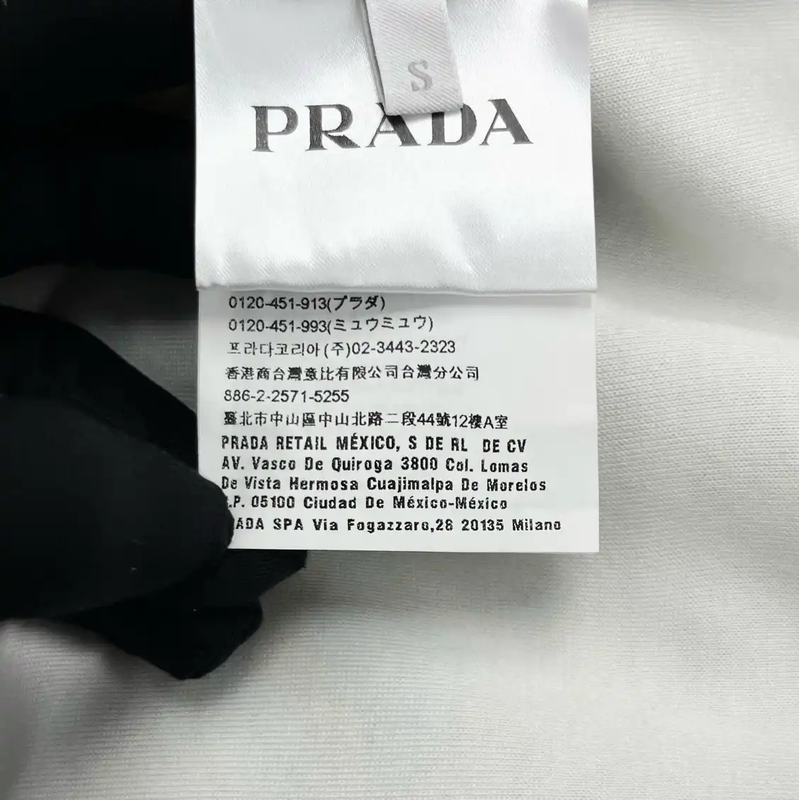 S
PRADA
0120-451-913(プラダ)
0120-451-993(ミュウミュウ)
프라다코리아(주)02-3443-2323
香港商台灣意比有限公司台灣分公司
886-2-2571-5255
臺北市中山區中山北路二段44號12樓A室
PRADA RETAIL MÉXICO, S DE RL DE CV
AV. Vasco De Quiroga 3800 Col. Lomas
De Vista Hermosa Cuajimalpa De Morelos
.P. 05100 Ciudad De México-México
ADA SPA Via Fogazzaro,28 20135 Milano